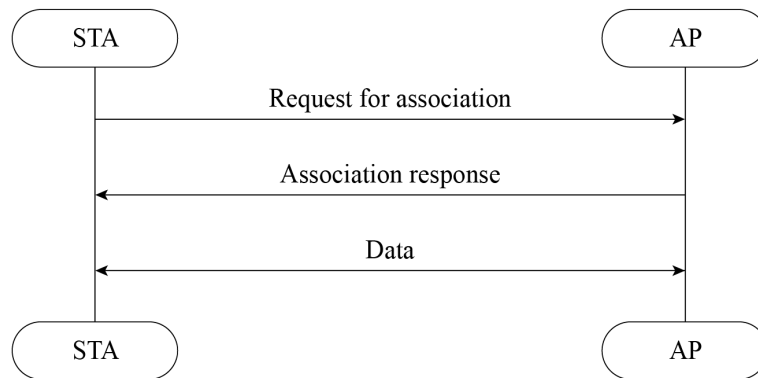 STA
AP
Request for association
Association response
Data
STA
AP